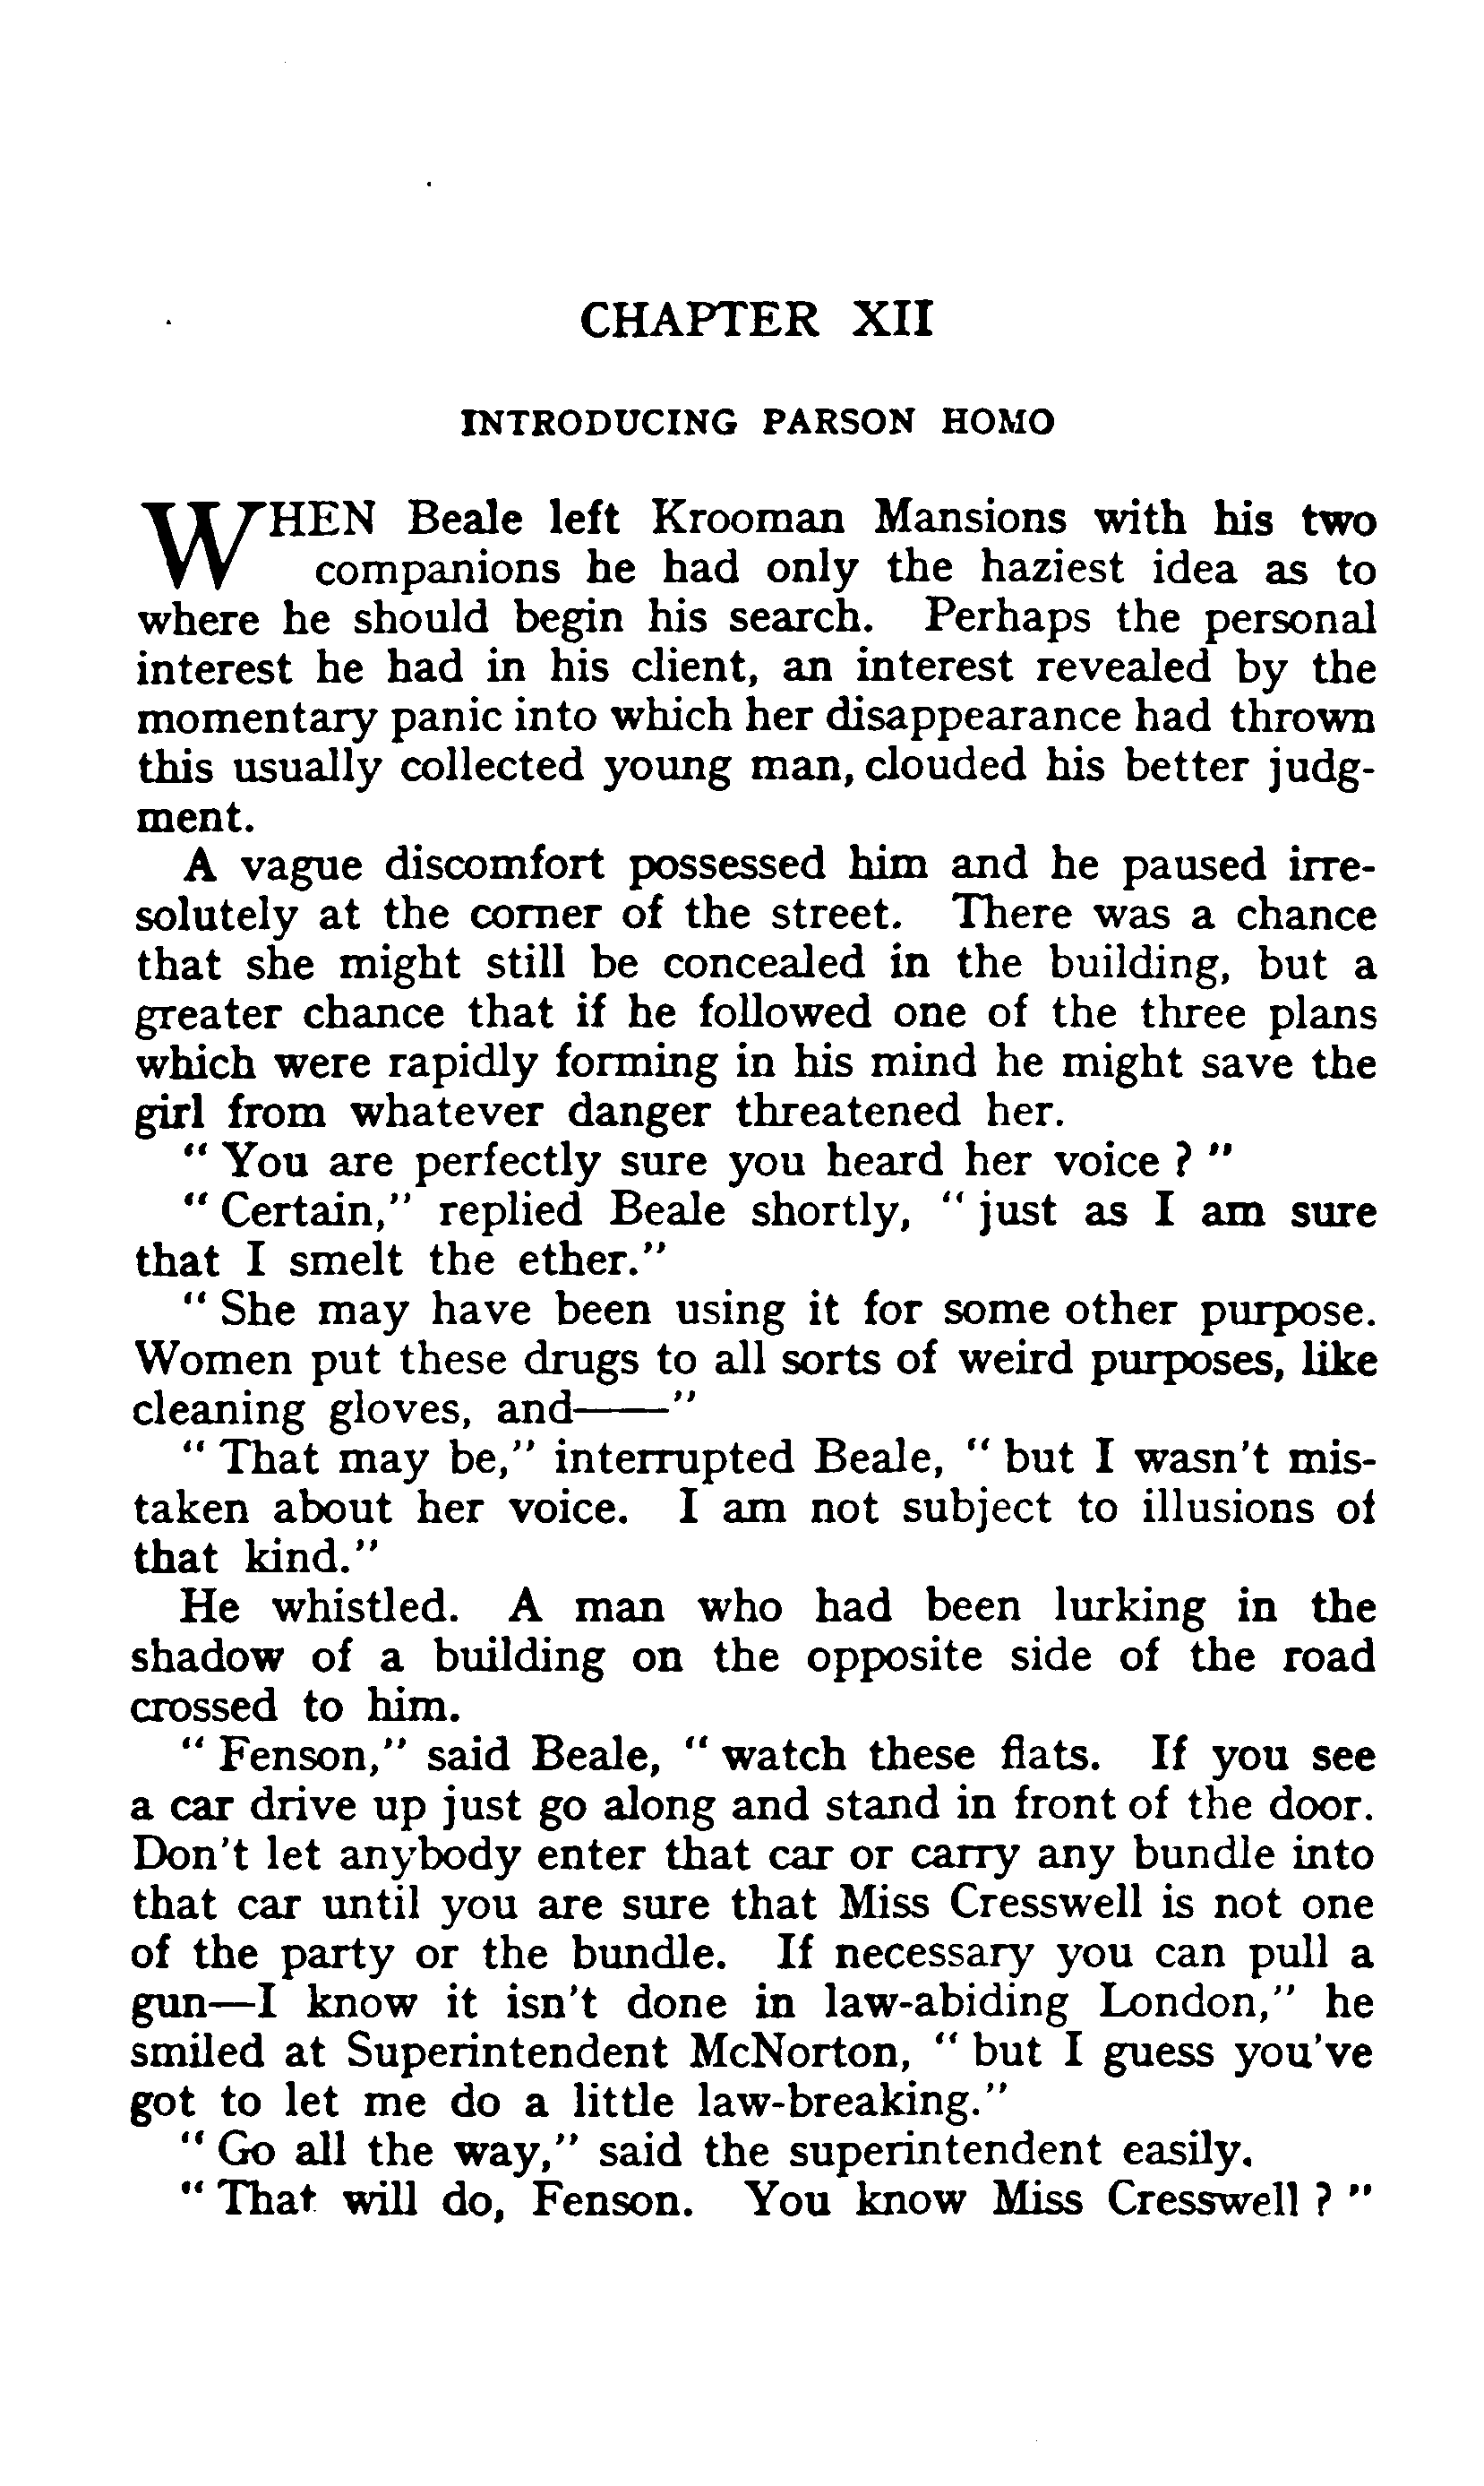 CHAPTER XII
INTRODUCING PARSON HOMO
WHEN Beale left Krooman Mansions with his two
companions he had only the haziest idea as to
where he should begin his search. Perhaps the personal
interest he had in his client, an interest revealed by the
momentary panic into which her disappearance had thrown
this usually collected young man, clouded his better judg-
ment.
A vague discomfort possessed him and he paused irre-
solutely at the corner of the street. There was a chance
that she might still be concealed in the building, but a
greater chance that if he followed one of the three plans
which were rapidly forming in his mind he might save the
girl from whatever danger threatened her.
" You are perfectly sure you heard her voice ? "
" Certain," replied Beale shortly, " just as I am sure
that I smelt the ether."
" She may have been using it for some other purpose.
Women put these drugs to all sorts of weird purposes, like
cleaning gloves, and——"
" That may be," interrupted Beale, " but I wasn't mis-
taken about her voice. I am not subject to illusions of
that kind."
He whistled. A man who had been lurking in the
shadow of a building on the opposite side of the road
crossed to him.
" Fenson," said Beale, " watch these flats. If you see
a car drive up just go along and stand in front of the door.
Don't let anybody enter that car or carry any bundle into
that car until you are sure that Miss Cresswell is not one
of the party or the bundle. If necessary you can pull a
gun—I know it isn't done in law-abiding London," he
smiled at Superintendent McNorton, " but I guess you've
got to let me do a little law-breaking."
" Go all the way," said the superintendent easily.
" That will do, Fenson. You know Miss Cresswell ? "